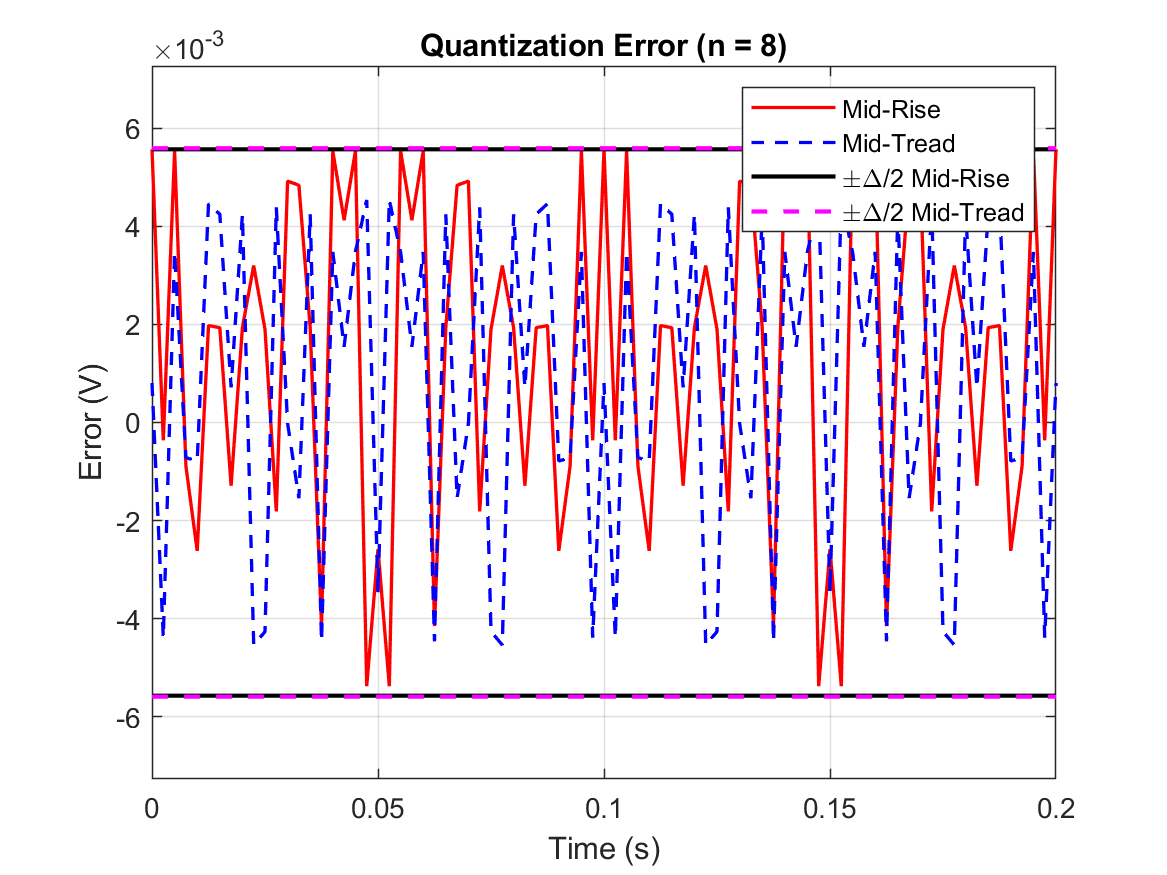 ×10-3
Quantization Error (n = 8)
Mid-Rise
Mid-Tread
±Δ/2 Mid-Rise
±Δ/2 Mid-Tread
6
4
2
0
-2
-4
-6
Error (V)
0
0.05
0.1
0.15
0.2
Time (s)